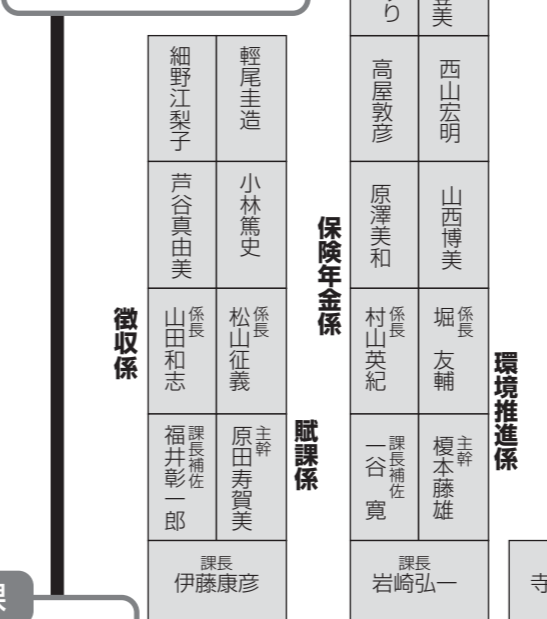 り
美
高屋敦彦
西山宏明
原澤美和
山西博美
係長
村山英紀
係長
堀　友輔
課長補佐
一谷　寛
主幹
榎本藤雄
課長
岩崎弘一
保険年金係
環境推進係
細野江梨子
輕尾圭造
芦谷真由美
小林篤史
係長
山田和志
係長
松山征義
課長補佐
福井彰一郎
主幹
原田寿賀美
課長
伊藤康彦
徴収係
賦課係
寺
課